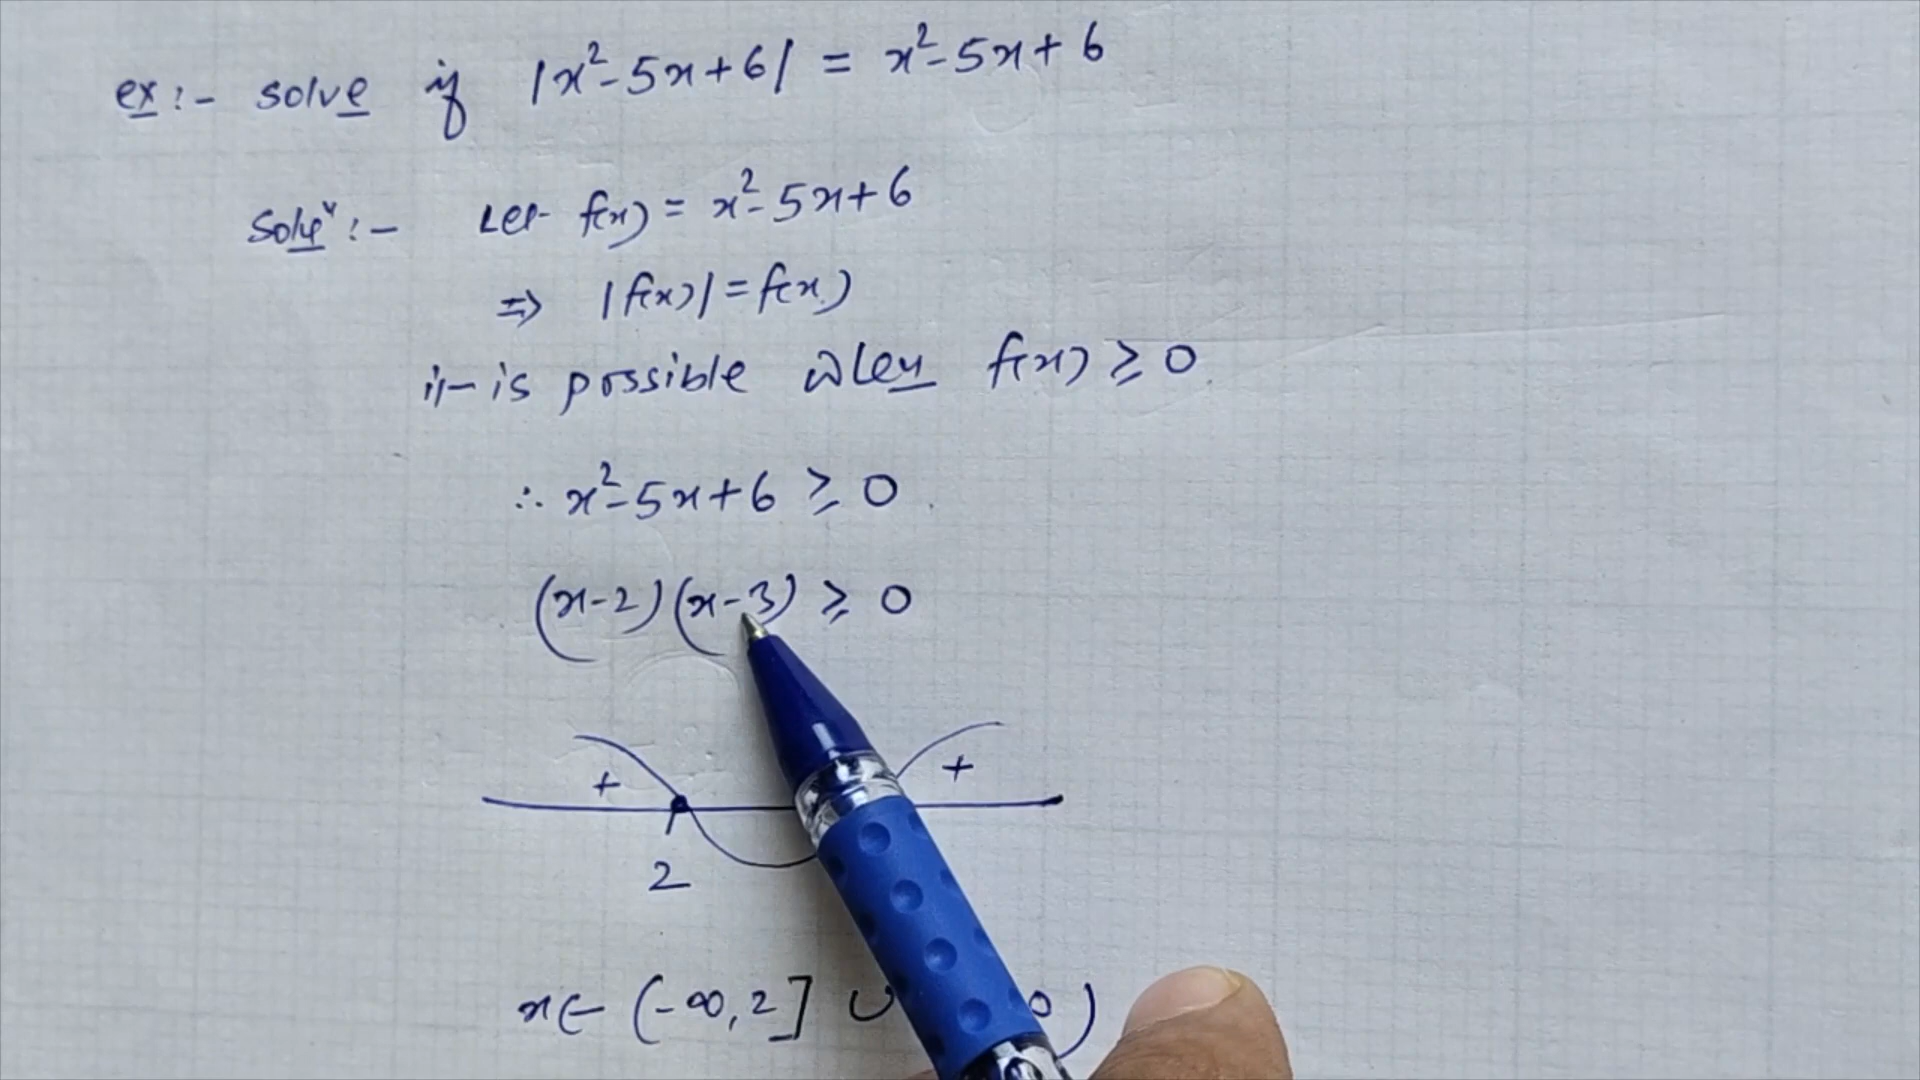 ex:- solve if |x²-5x+6| = x²-5x+6
Solⁿ:- Let f(x) = x²-5x+6
⇒ |f(x)| = f(x)
it is possible when f(x) ≥ 0.
∴ x²-5x+6 ≥ 0.
(x-2)(x-3) ≥ 0
+ +
2
x∈ (-∞,2] ∪ )